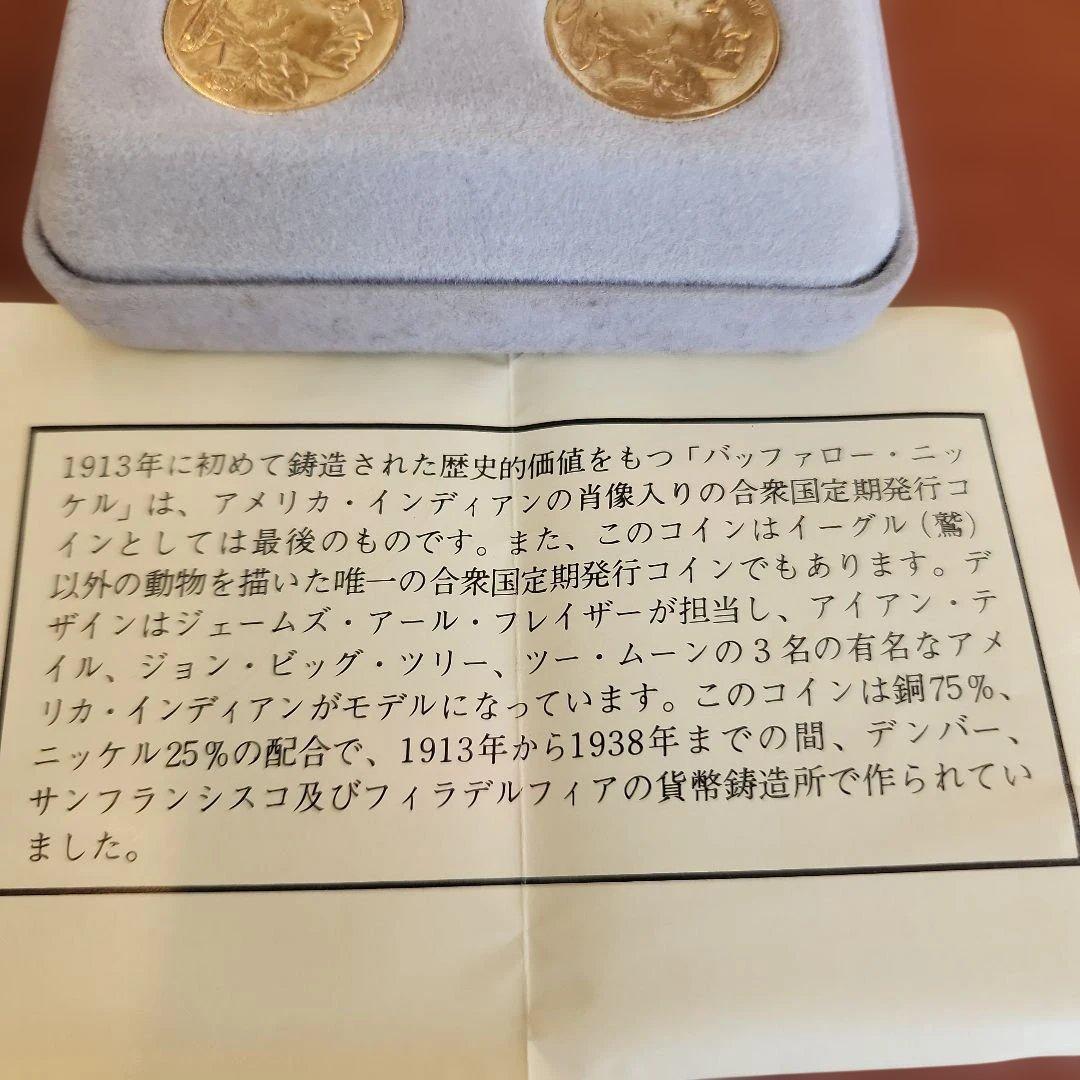 1913年に初めて鋳造された歴史的価値をもつ「バッファロー・ニッ
ケル」は、アメリカ・インディアンの肖像入りの合衆国定期発行コ
インとしては最後のものです。また、このコインはイーグル（鷲）
以外の動物を描いた唯一の合衆国定期発行コインでもあります。デ
ザインはジェームズ・アール・フレイザーが担当し、アイアン・テ
イル、ジョン・ビッグ・ツリー、ツー・ムーンの3名の有名なアメ
リカ・インディアンがモデルになっています。このコインは銅75％、
ニッケル25％の配合で、1913年から1938年までの間、デンバー、
サンフランシスコ及びフィラデルフィアの貨幣鋳造所で作られてい
ました。